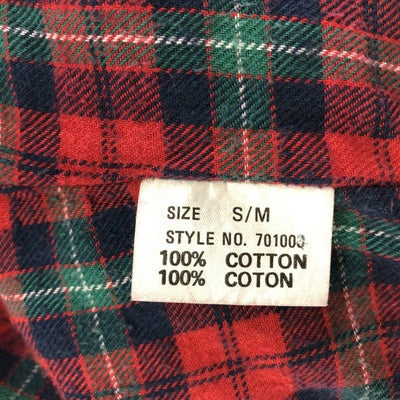 SIZE S/M
STYLE NO. 701003
100% COTTON
100% COTON